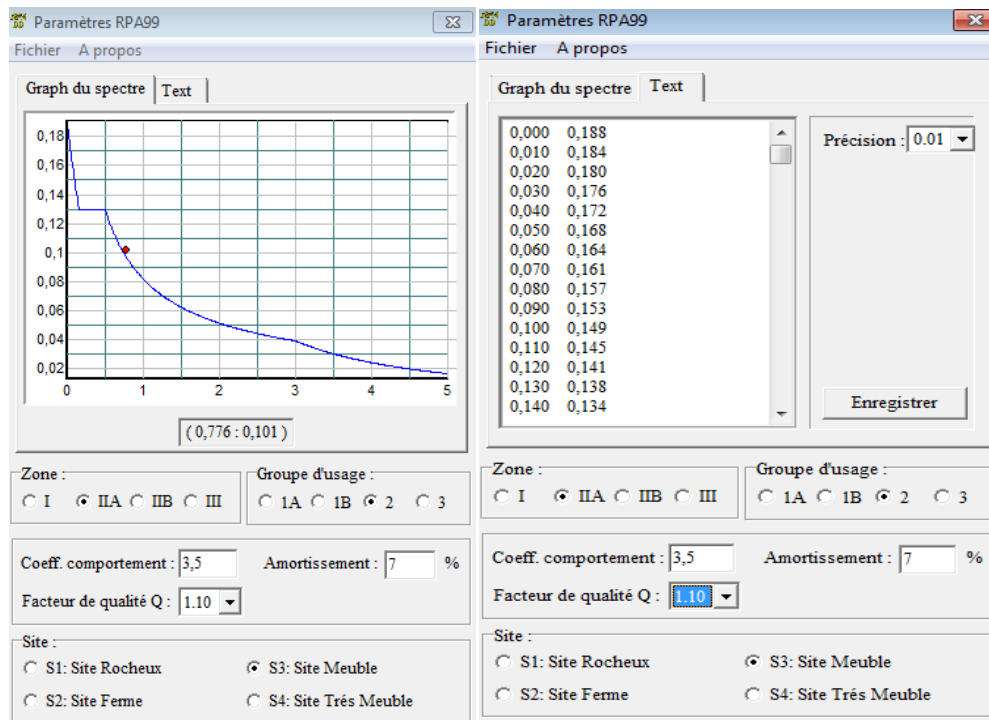 Paramètres RPA99
Fichier A propos
Graph du spectre Text
0,18
0,16
0,14
0,12
0,1
0,08
0,06
0,04
0,02
0 1 2 3 4 5
( 0,776 : 0,101 )
Zone :
I IIA IIB III
Groupe d'usage :
1A 1B 2 3
Coeff. comportement : 3,5
Amortissement : 7 %
Facteur de qualité Q : 1.10
Site :
S1: Site Rocheux
S3: Site Meuble
S2: Site Ferme
S4: Site Trés Meuble
Paramètres RPA99
Fichier A propos
Graph du spectre Text
0,000 0,188
0,010 0,184
0,020 0,180
0,030 0,176
0,040 0,172
0,050 0,168
0,060 0,164
0,070 0,161
0,080 0,157
0,090 0,153
0,100 0,149
0,110 0,145
0,120 0,141
0,130 0,138
0,140 0,134
Précision : 0.01
Enregistrer
Zone :
I IIA IIB III
Groupe d'usage :
1A 1B 2 3
Coeff. comportement : 3,5
Amortissement : 7 %
Facteur de qualité Q : 1.10
Site :
S1: Site Rocheux
S3: Site Meuble
S2: Site Ferme
S4: Site Trés Meuble